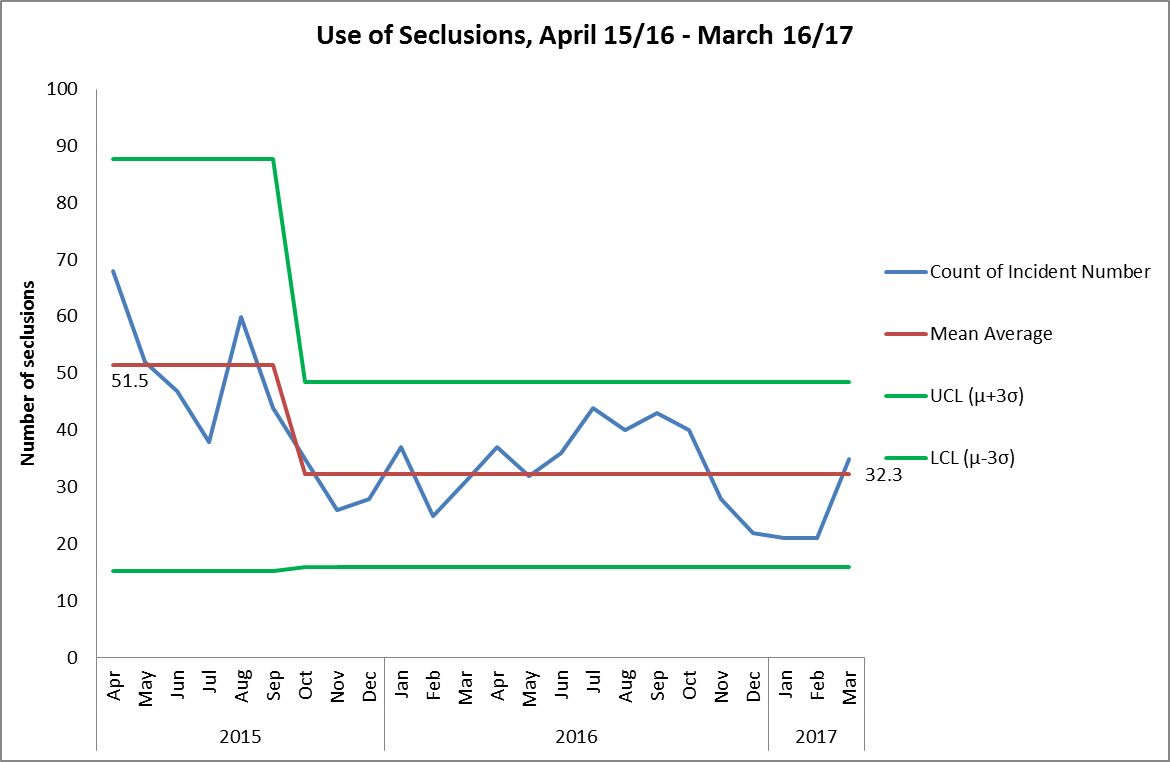 Use of Seclusions, April 15/16 - March 16/17
Number of seclusions
100
90
80
70
60
50
40
30
20
10
0
51.5
32.3
Apr May Jun Jul Aug Sep Oct Nov Dec Jan Feb Mar Apr May Jun Jul Aug Sep Oct Nov Dec Jan Feb Mar
2015 2016 2017
Count of Incident Number
Mean Average
UCL (μ+3σ)
LCL (μ-3σ)